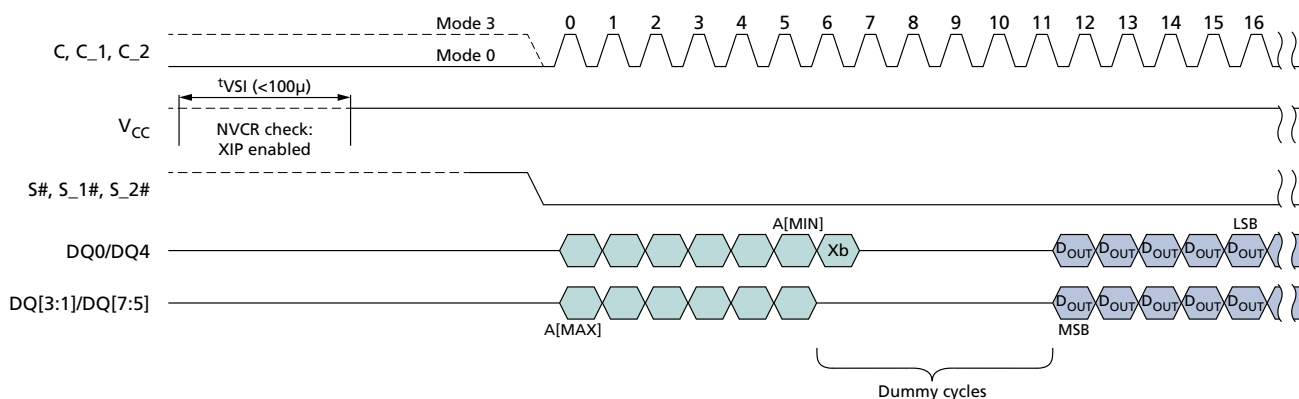 Mode 3
0 1 2 3 4 5 6 7 8 9 10 11 12 13 14 15 16
C, C_1, C_2
Mode 0
tVSI (<100μ)
VCC
NVCR check:
XIP enabled
S#, S_1#, S_2#
A[MIN]
LSB
DQ0/DQ4
Xb
DOUT DOUT DOUT DOUT DOUT
DQ[3:1]/DQ[7:5]
DOUT DOUT DOUT DOUT DOUT
A[MAX]
MSB
Dummy cycles